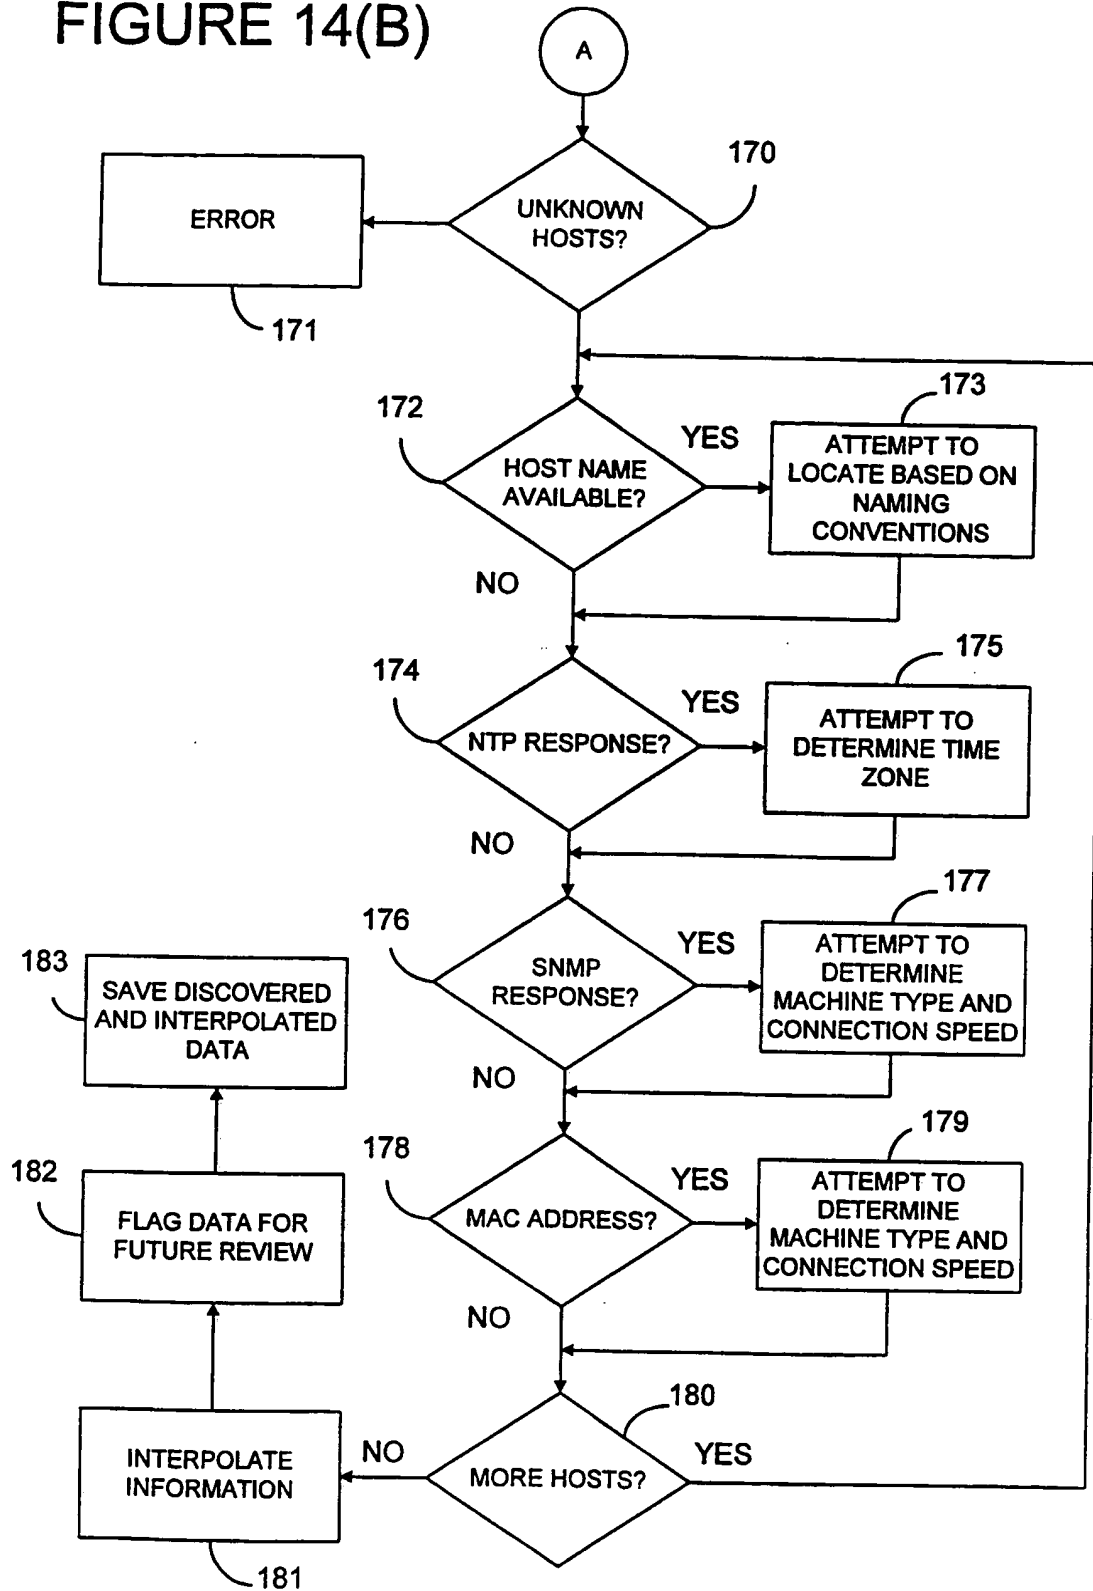 FIGURE 14(B)
A
170
UNKNOWN
HOSTS?
ERROR
171
172
HOST NAME
AVAILABLE?
YES
173
ATTEMPT TO
LOCATE BASED ON
NAMING
CONVENTIONS
NO
174
NTP RESPONSE?
YES
175
ATTEMPT TO
DETERMINE TIME
ZONE
NO
176
SNMP
RESPONSE?
YES
177
ATTEMPT TO
DETERMINE
MACHINE TYPE AND
CONNECTION SPEED
NO
178
MAC ADDRESS?
YES
179
ATTEMPT TO
DETERMINE
MACHINE TYPE AND
CONNECTION SPEED
NO
180
MORE HOSTS?
YES
NO
INTERPOLATE
INFORMATION
181
182
FLAG DATA FOR
FUTURE REVIEW
183
SAVE DISCOVERED
AND INTERPOLATED
DATA